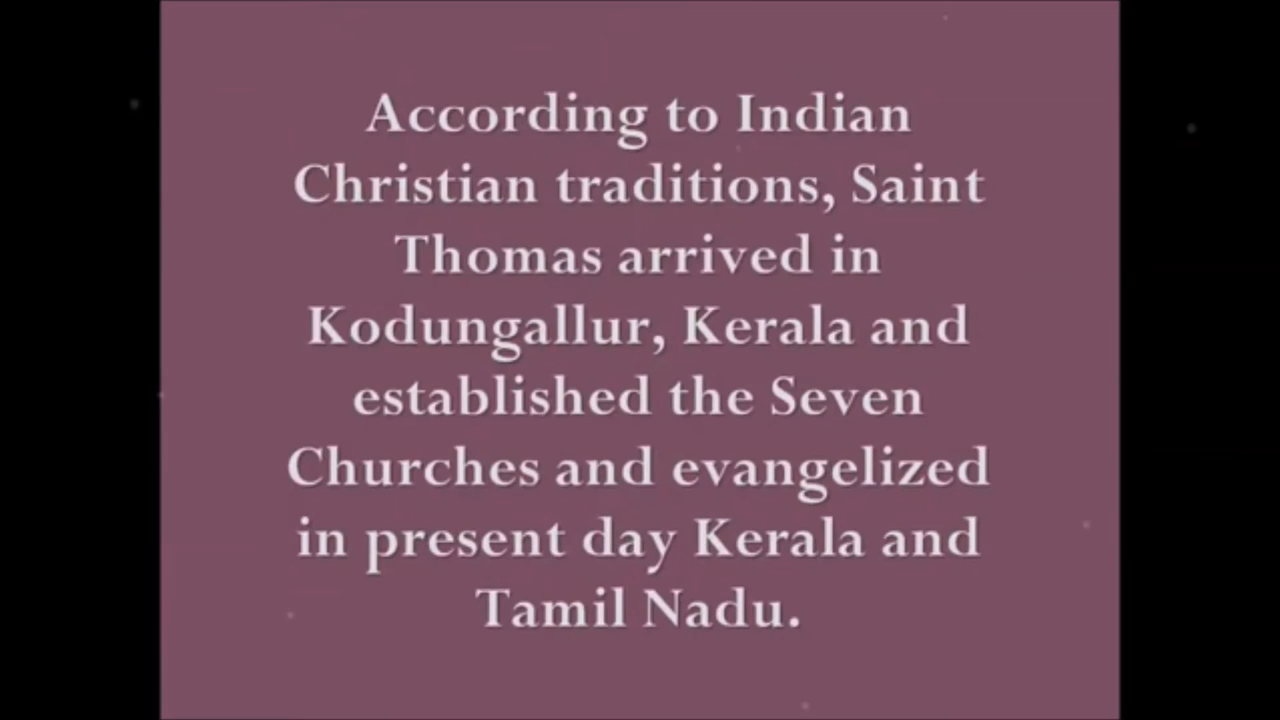 According to Indian
Christian traditions, Saint
Thomas arrived in
Kodungallur, Kerala and
established the Seven
Churches and evangelized
in present day Kerala and
Tamil Nadu.